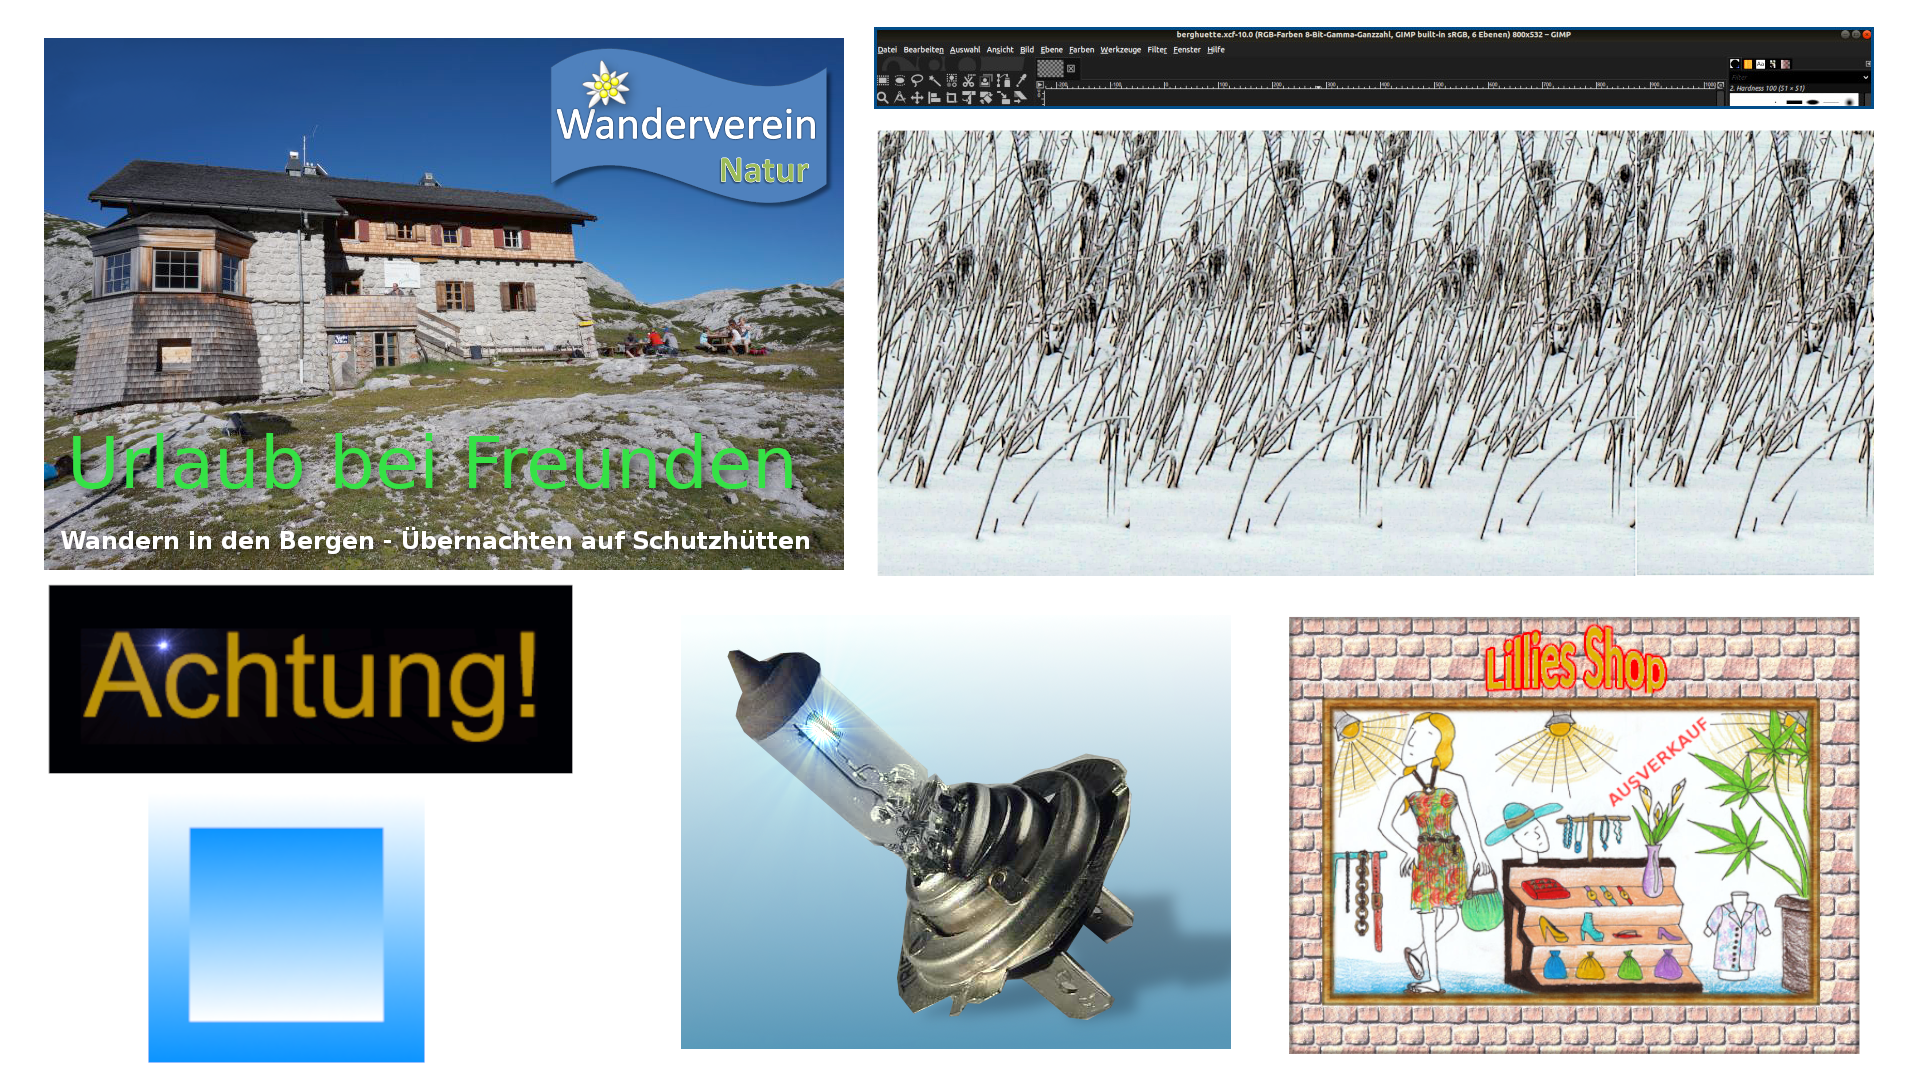 Wanderverein
Natur
Urlaub bei Freunden
Wandern in den Bergen - Übernachten auf Schutzhütten
berghuette.xcf-10.0 (RGB-Farben 8-Bit-Gamma-Ganzzahl, GIMP built-in sRGB, 6 Ebenen) 800x532 – GIMP
Datei Bearbeiten Auswahl Ansicht Bild Ebene Farben Werkzeuge Filter Fenster Hilfe
Filter
2. Hardness 100 (51 × 51)
Achtung!
Lillies Shop
AUSVERKAUF